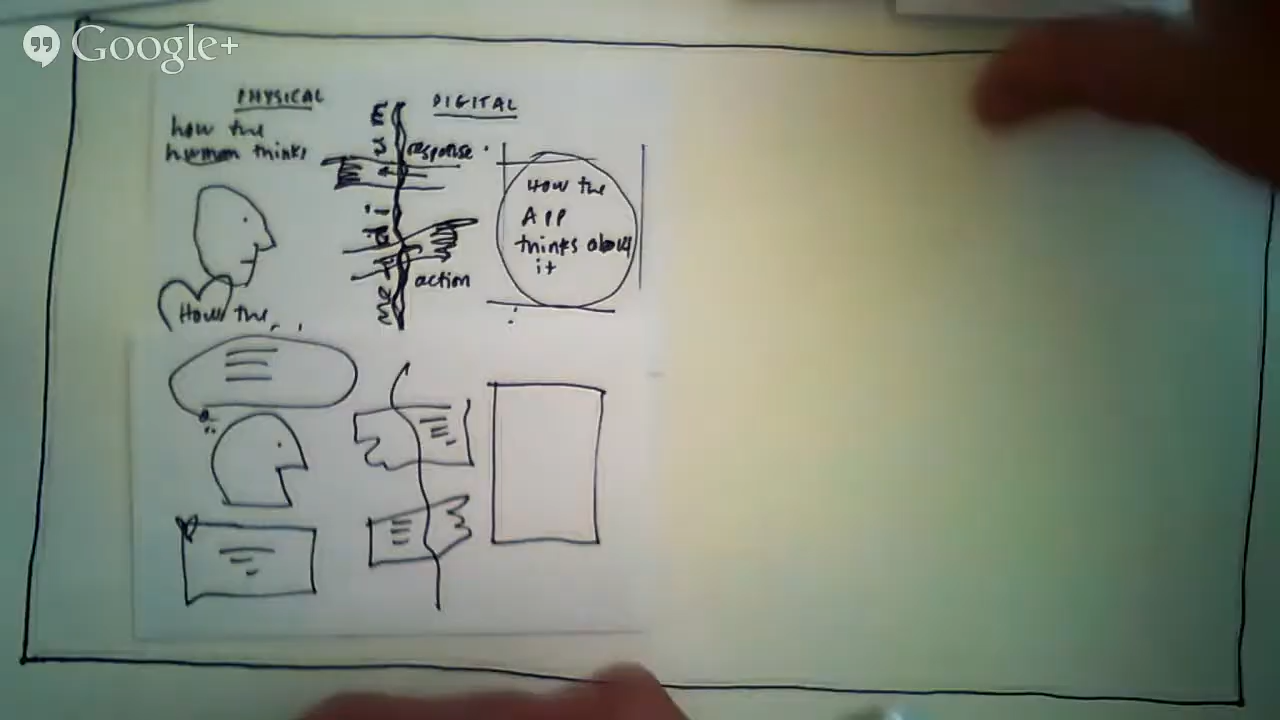 Google+
PHYSICAL
how the
human thinks
DIGITAL
response
How the
App
thinks about
it
action
How the...